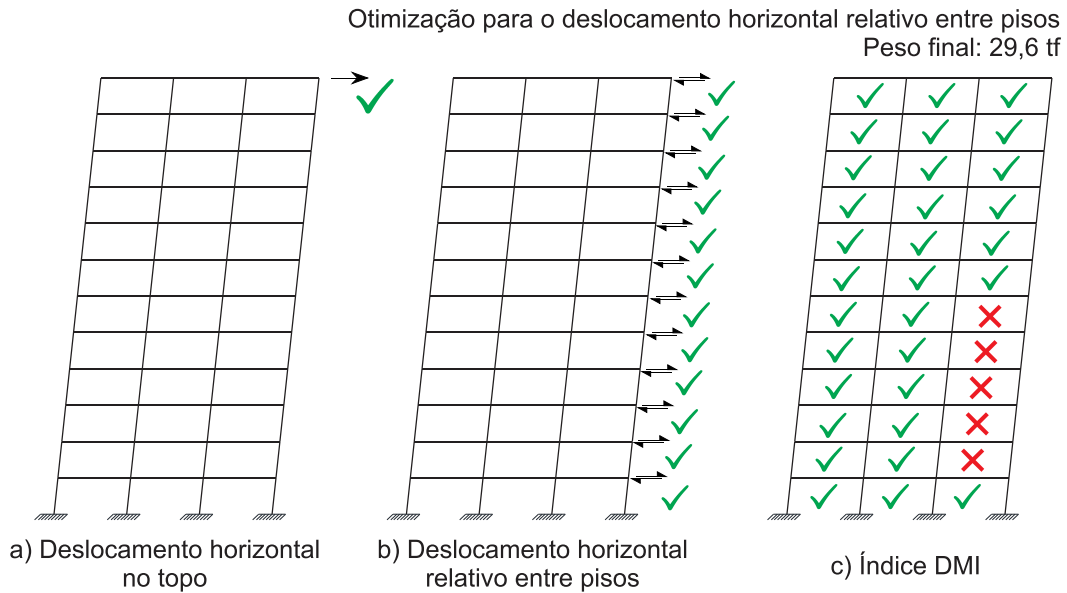 Otimização para o deslocamento horizontal relativo entre pisos
Peso final: 29,6 tf
a) Deslocamento horizontal
no topo
b) Deslocamento horizontal
relativo entre pisos
c) Índice DMI